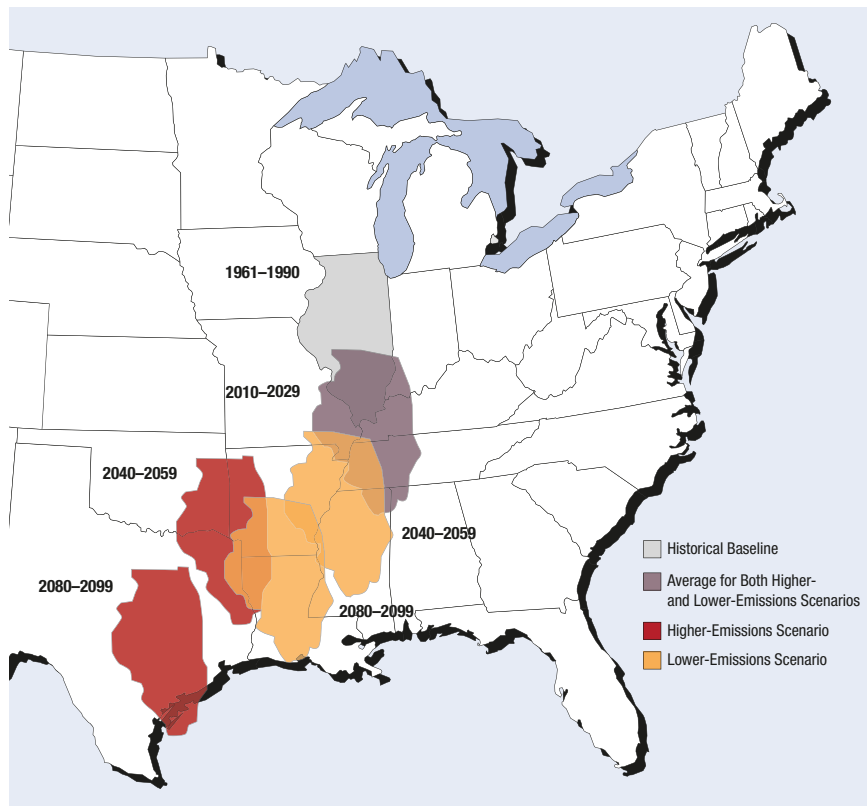 1961–1990
2010–2029
2040–2059
2040–2059
2080–2099
2080–2099
Historical Baseline
Average for Both Higher-
and Lower-Emissions Scenarios
Higher-Emissions Scenario
Lower-Emissions Scenario